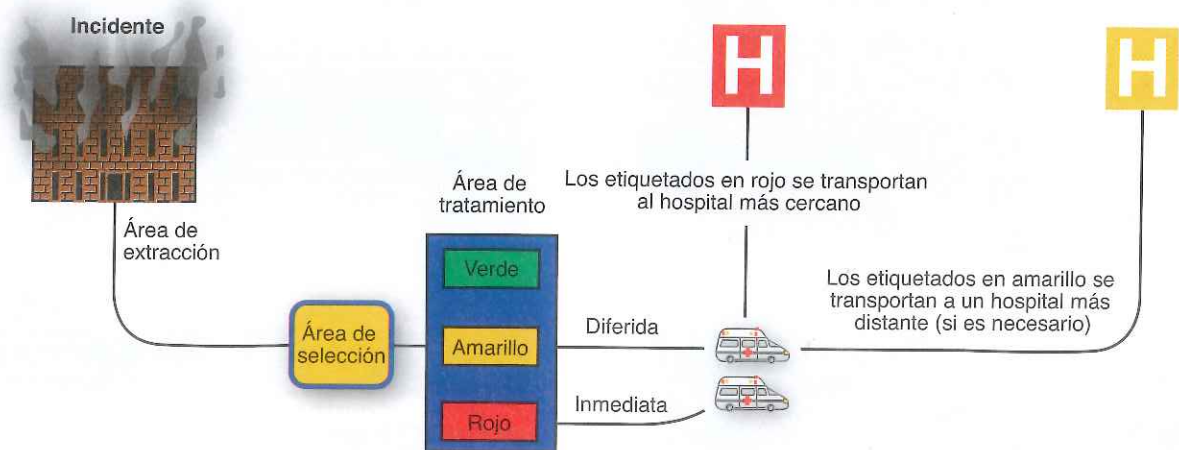 Incidente
H
H
Área de
extracción
Área de
selección
Área de
tratamiento
Verde
Amarillo
Rojo
Diferida
Inmediata
Los etiquetados en rojo se transportan
al hospital más cercano
Los etiquetados en amarillo se
transportan a un hospital más
distante (si es necesario)